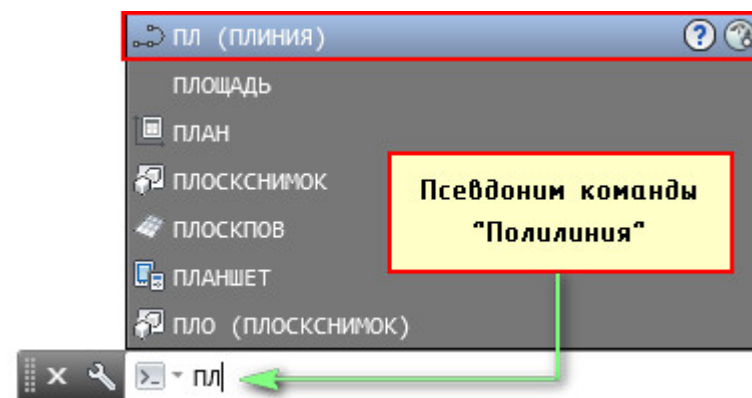 ПЛ (ПЛИНИЯ)
ПЛОЩАДЬ
ПЛАН
ПЛОСКСНИМОК
ПЛОСКПОВ
ПЛАНШЕТ
ПЛО (ПЛОСКСНИМОК)
Псевдоним команды
"Полилиния"
пл